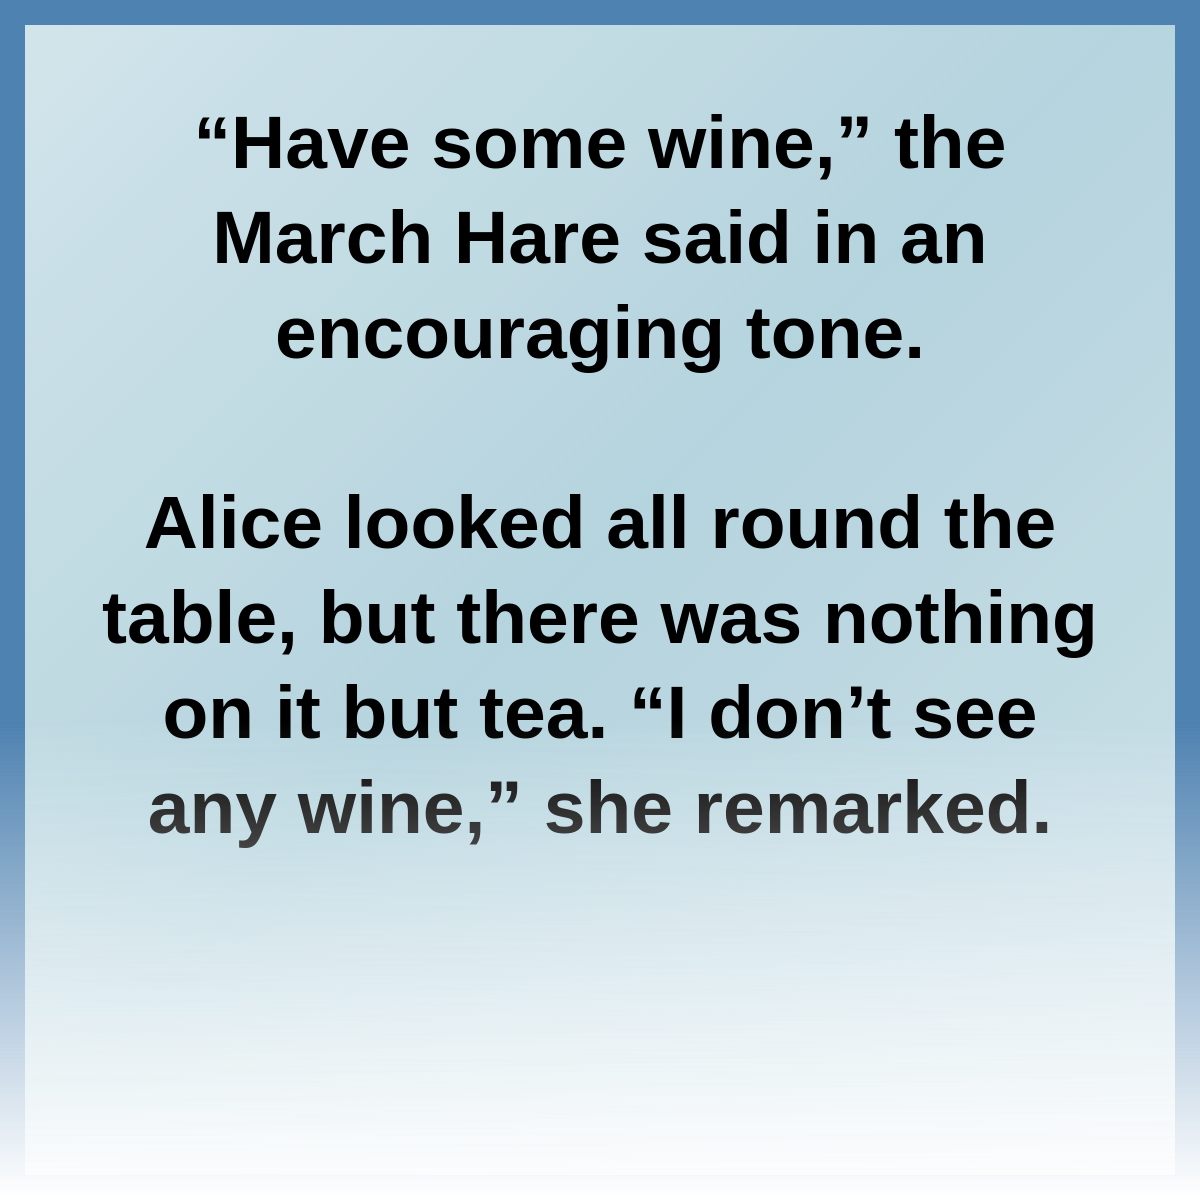 “Have some wine,” the
March Hare said in an
encouraging tone.
Alice looked all round the
table, but there was nothing
on it but tea. “I don’t see
any wine,” she remarked.